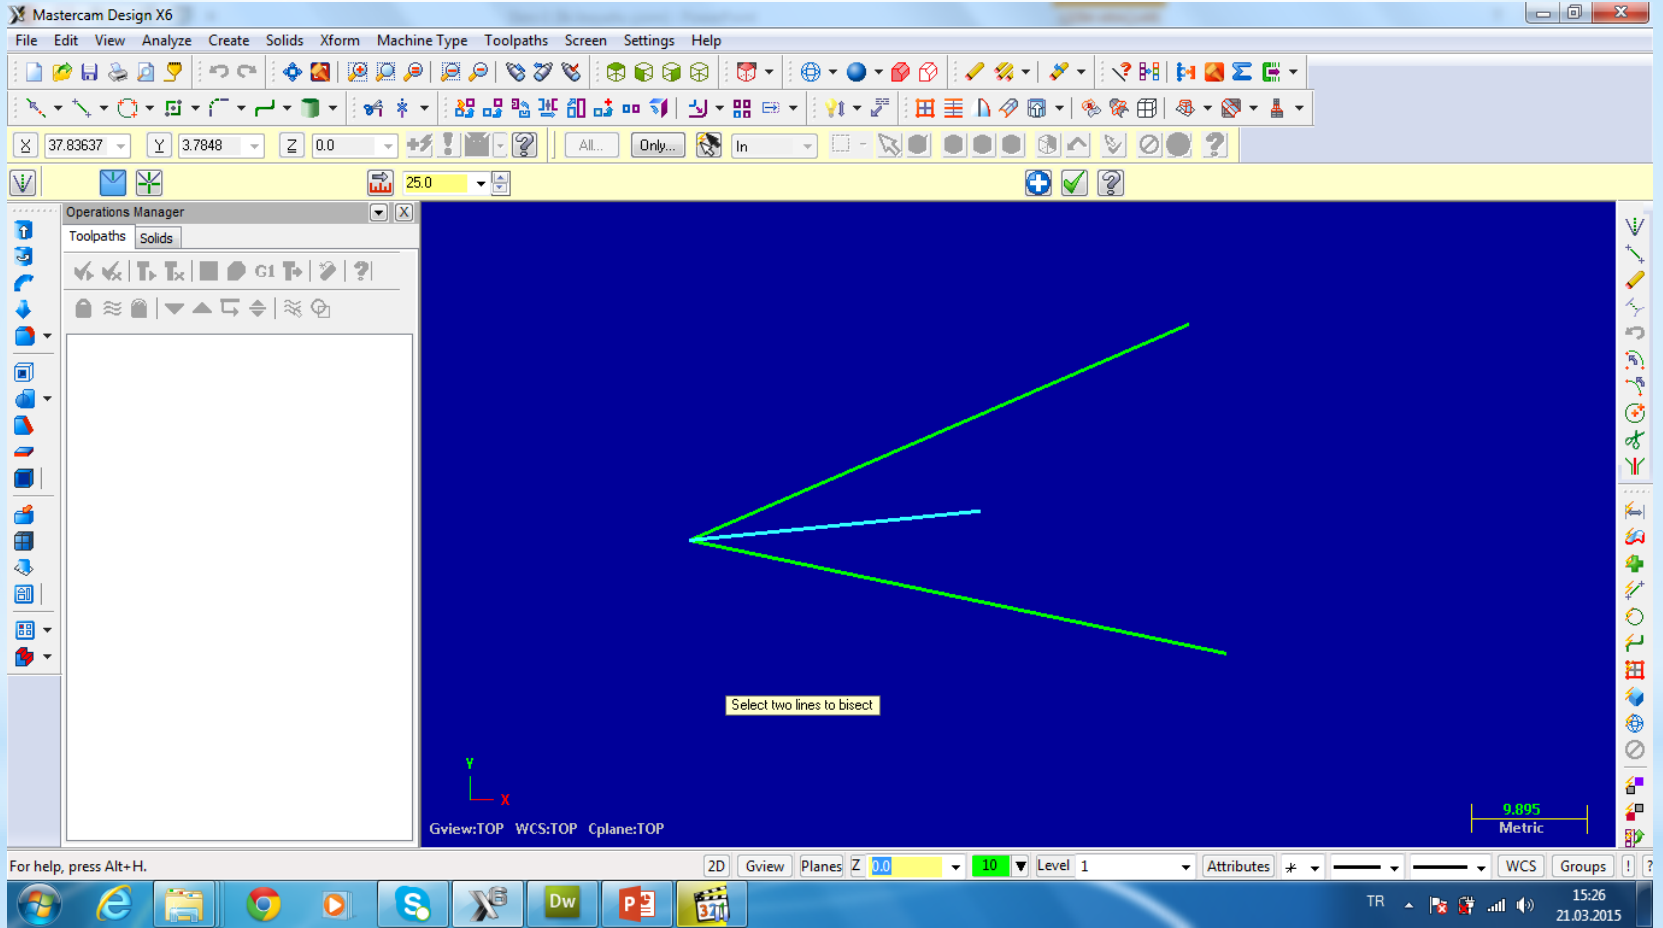 Mastercam Design X6
File Edit View Analyze Create Solids Xform Machine Type Toolpaths Screen Settings Help
X 37.83637 Y 3.7848 Z 0.0 All... Only... In
25.0
Operations Manager
Toolpaths Solids
G1
Select two lines to bisect
Y
X
9.895
Metric
Gview:TOP WCS:TOP Cplane:TOP
For help, press Alt+H.
2D Gview Planes Z 0.0 10 Level 1 Attributes WCS Groups ! ?
Dw
P
321
TR
15:26
21.03.2015